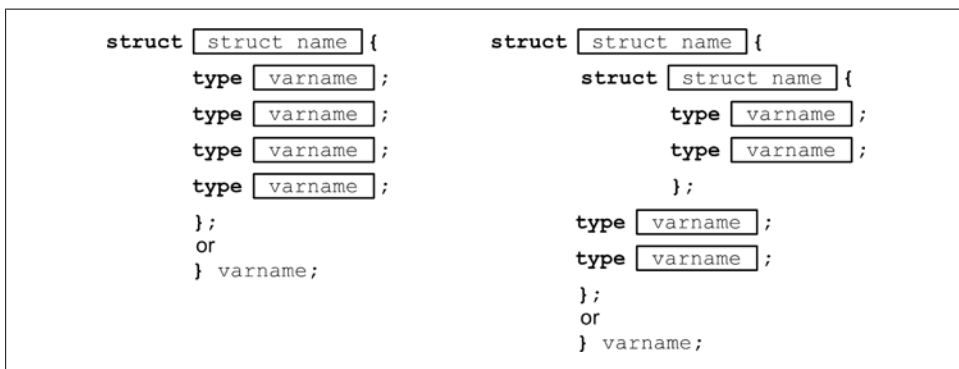 struct struct name {
type varname ;
type varname ;
type varname ;
type varname ;
};
or
} varname;
struct struct name {
struct struct name {
type varname ;
type varname ;
};
type varname ;
type varname ;
};
or
} varname;